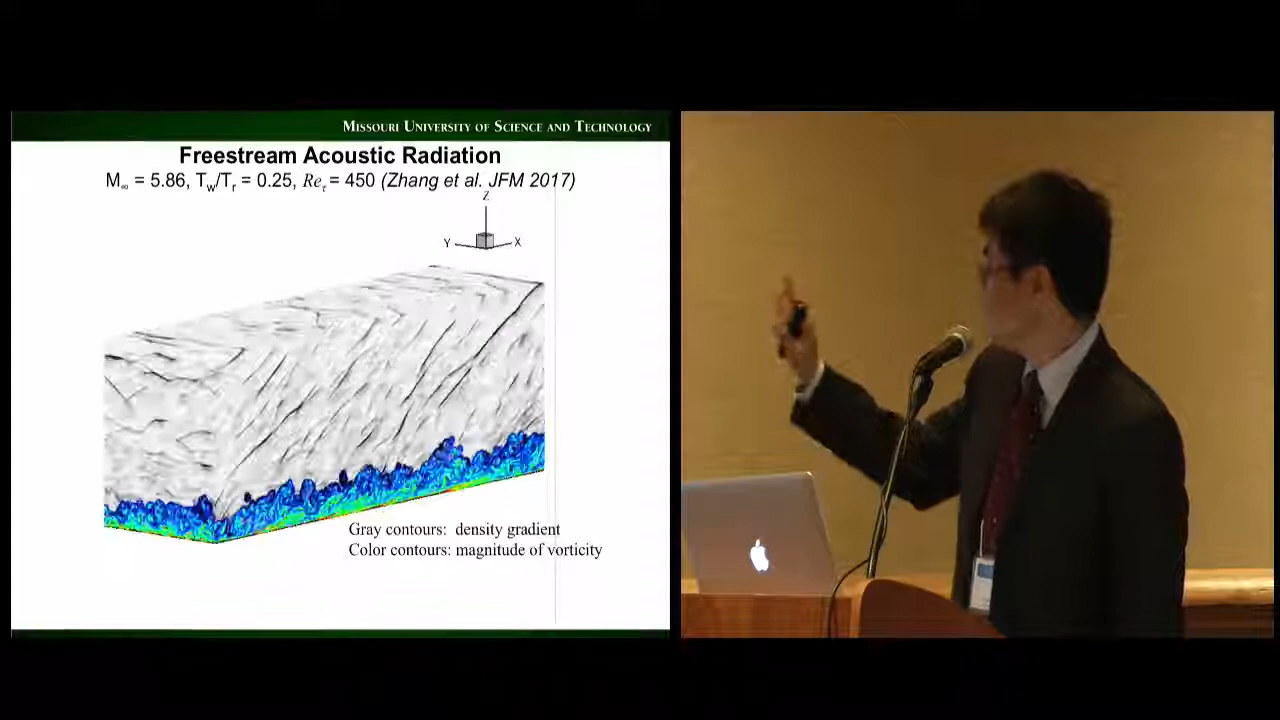 MISSOURI UNIVERSITY OF SCIENCE AND TECHNOLOGY
Freestream Acoustic Radiation
M∞ = 5.86, Tw/Tr = 0.25, Reτ = 450 (Zhang et al. JFM 2017)
Z
Y X
Gray contours: density gradient
Color contours: magnitude of vorticity